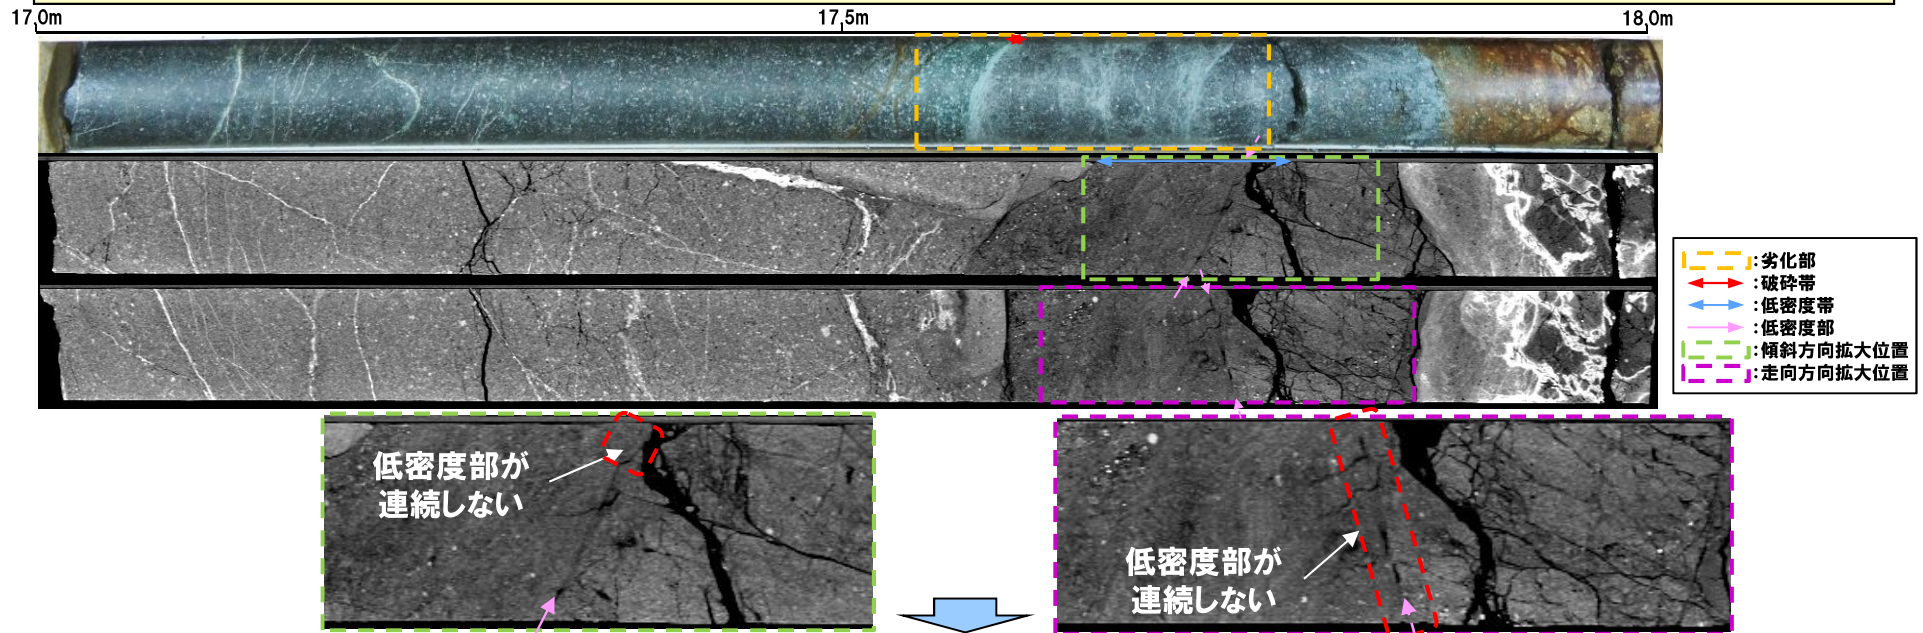 17.0m
17.5m
18.0m
:劣化部
:破砕帯
:低密度帯
:低密度部
:傾斜方向拡大位置
:走向方向拡大位置
低密度部が
連続しない
低密度部が
連続しない